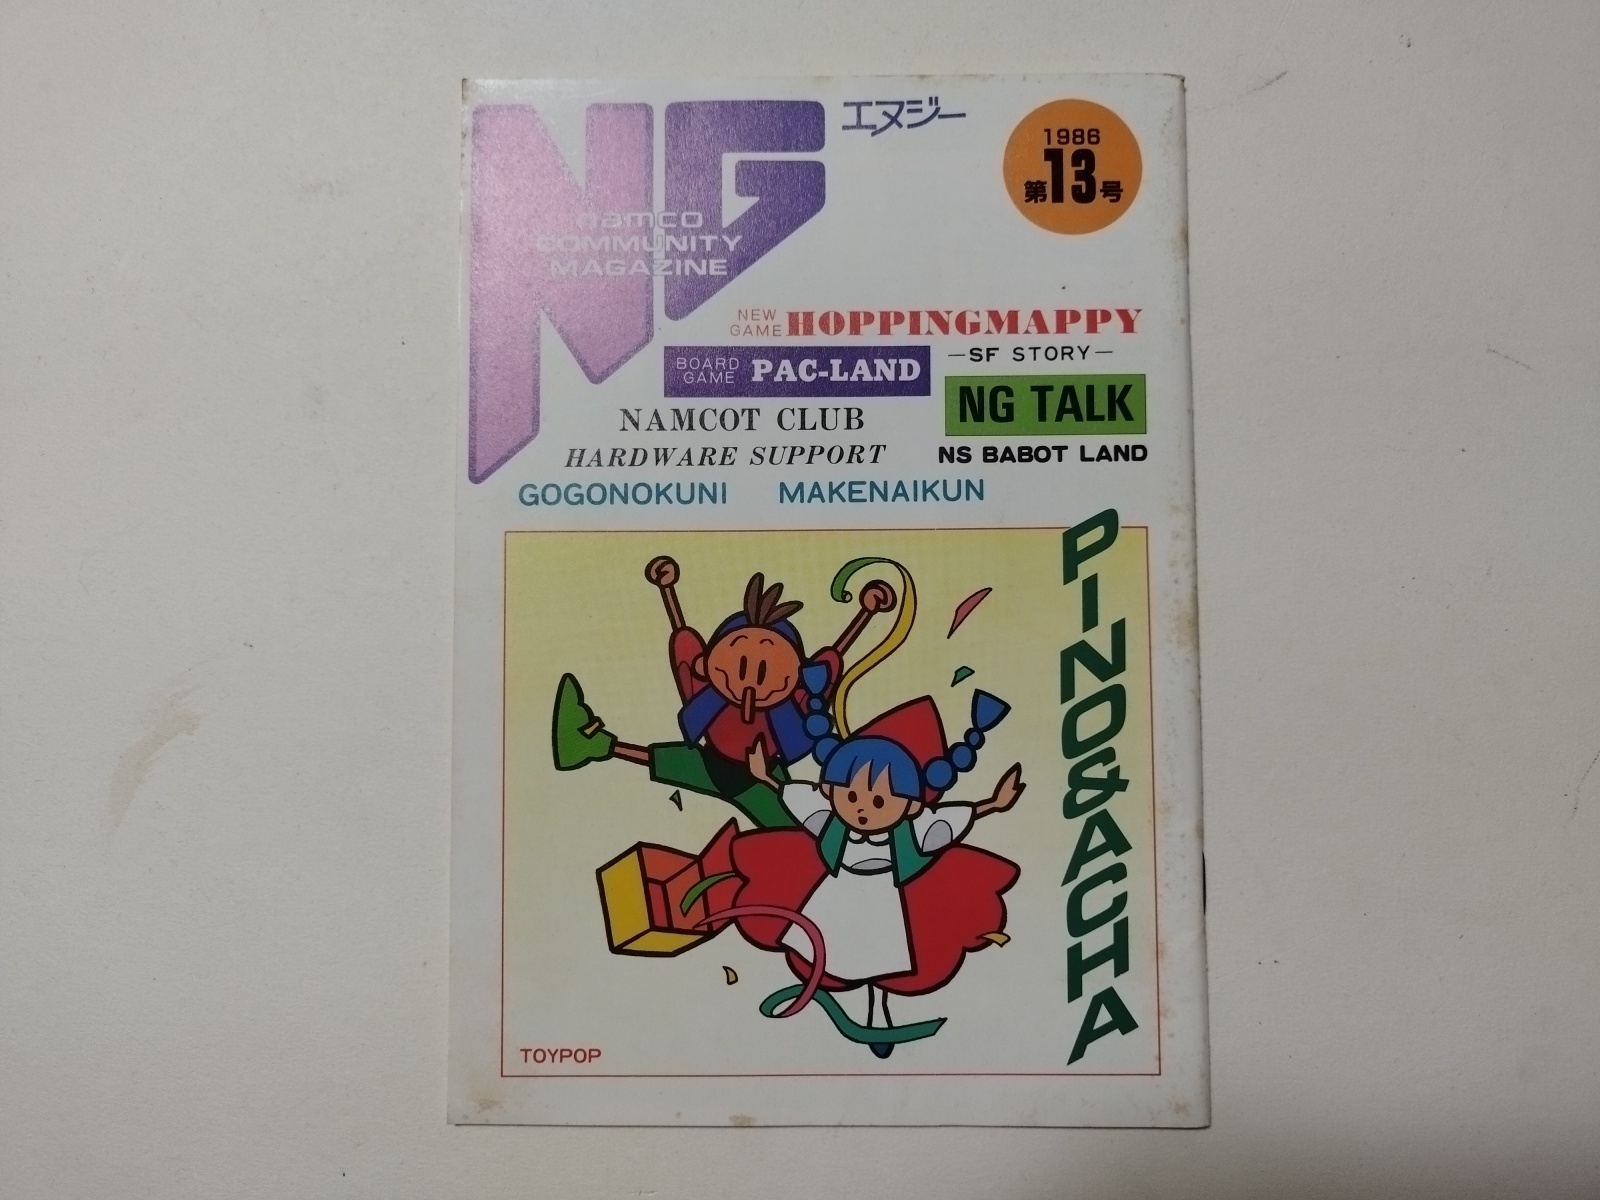 NG エヌジー
namco
COMMUNITY
MAGAZINE
1986
第13号
NEW GAME HOPPINGMAPPY
BOARD GAME PAC-LAND
—SF STORY—
NG TALK
NAMCOT CLUB
HARDWARE SUPPORT
NS BABOT LAND
GOGONOKUNI MAKENAIKUN
PINO&ACHA
TOYPOP